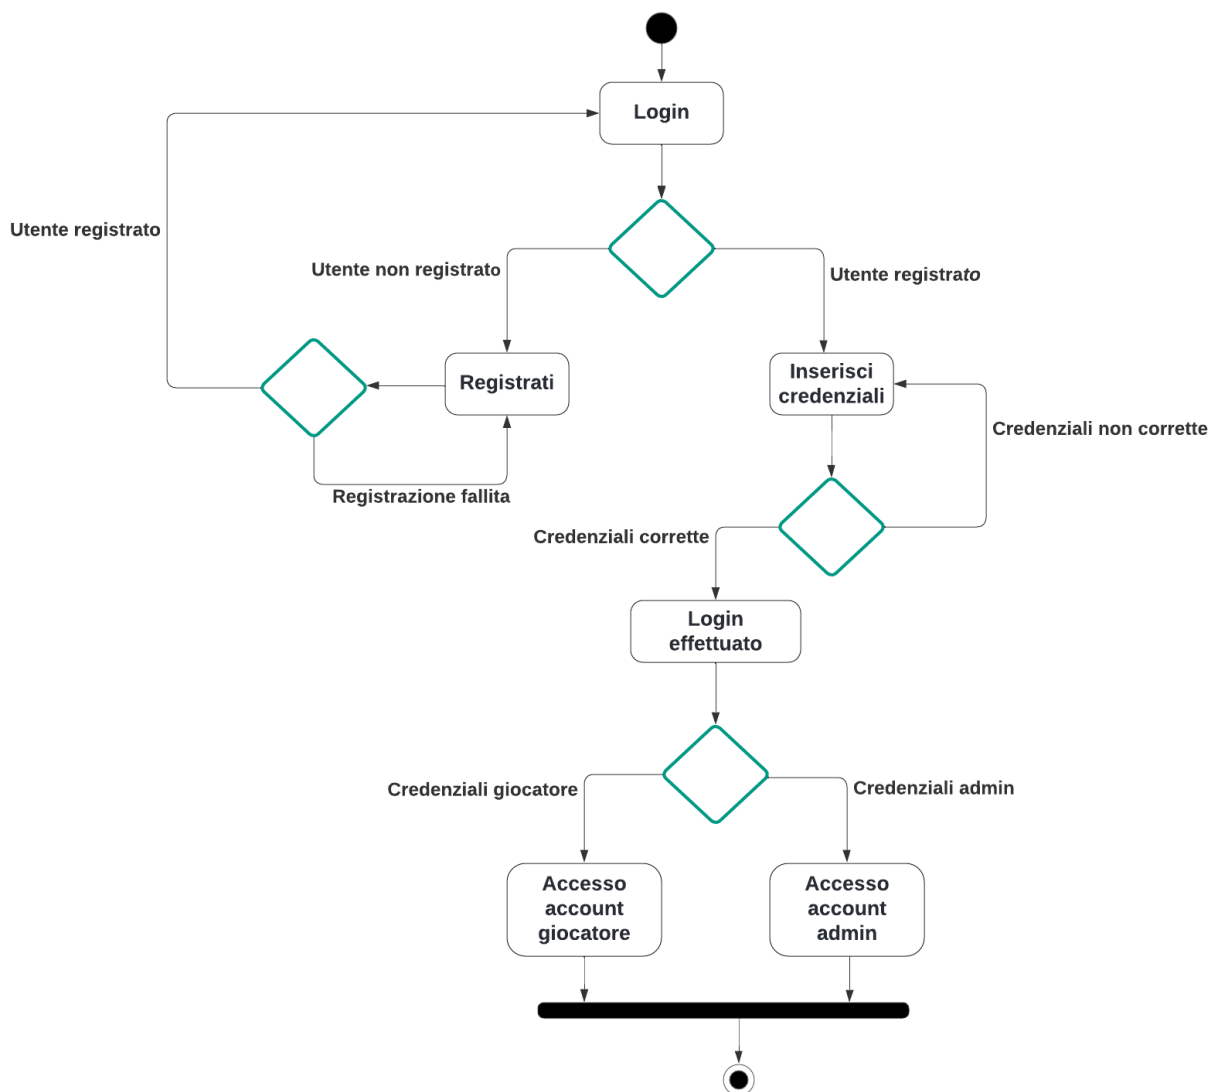 Login
Utente registrato
Utente non registrato
Utente registrato
Registrati
Inserisci
credenziali
Credenziali non corrette
Registrazione fallita
Credenziali corrette
Login
effettuato
Credenziali giocatore
Credenziali admin
Accesso
account
giocatore
Accesso
account
admin